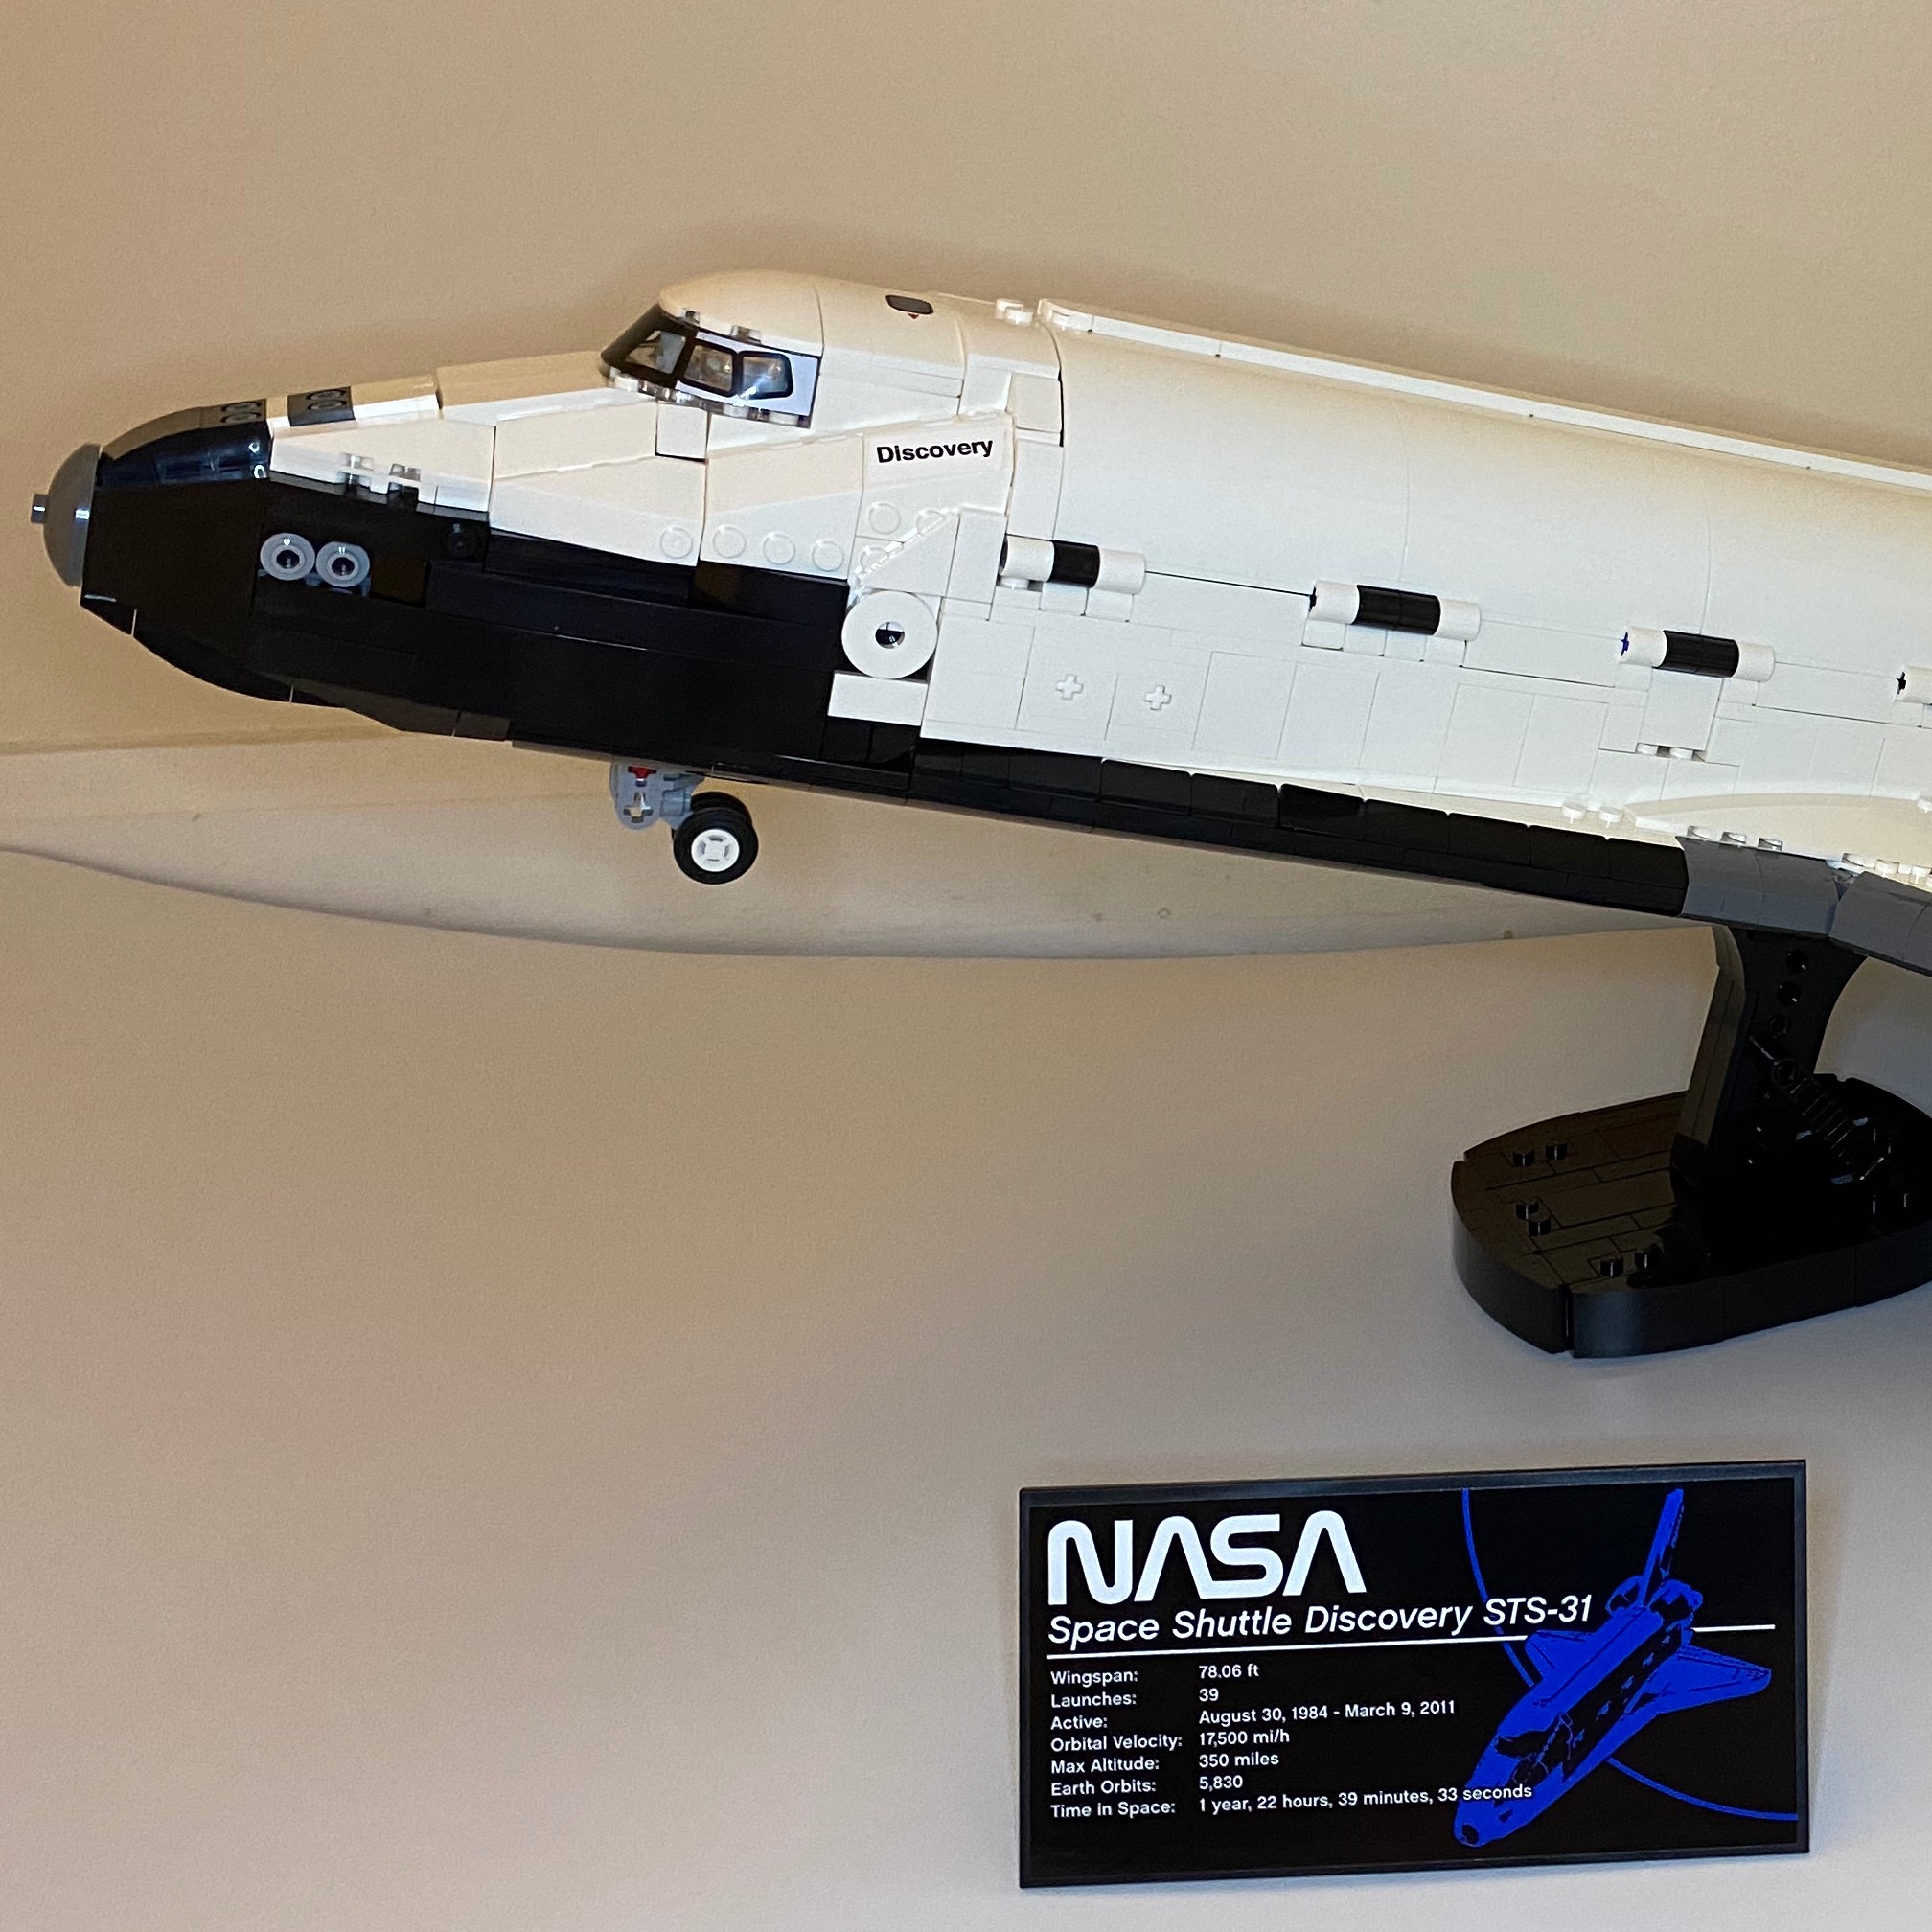 Discovery
NASA
Space Shuttle Discovery STS-31
Wingspan: 78.06 ft
Launches: 39
Active: August 30, 1984 - March 9, 2011
Orbital Velocity: 17,500 mi/h
Max Altitude: 350 miles
Earth Orbits: 5,830
Time in Space: 1 year, 22 hours, 39 minutes, 33 seconds